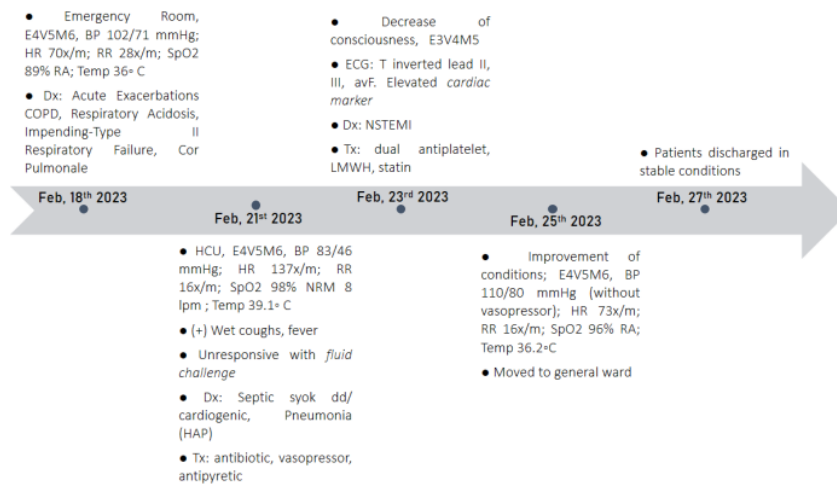 ● Emergency Room,
E4V5M6, BP 102/71 mmHg;
HR 70x/m; RR 28x/m; SpO2
89% RA; Temp 36◦ C
● Dx: Acute Exacerbations
COPD, Respiratory Acidosis,
Impending-Type II
Respiratory Failure, Cor
Pulmonale
Feb, 18th 2023
● HCU, E4V5M6, BP 83/46
mmHg; HR 137x/m; RR
16x/m; SpO2 98% NRM 8
lpm ; Temp 39.1◦ C
● (+) Wet coughs, fever
● Unresponsive with fluid
challenge
● Dx: Septic syok dd/
cardiogenic, Pneumonia
(HAP)
● Tx: antibiotic, vasopressor,
antipyretic
Feb, 21st 2023
● Decrease of
consciousness, E3V4M5
● ECG: T inverted lead II,
III, avF. Elevated cardiac
marker
● Dx: NSTEMI
● Tx: dual antiplatelet,
LMWH, statin
Feb, 23rd 2023
● Improvement of
conditions; E4V5M6, BP
110/80 mmHg (without
vasopressor); HR 73x/m;
RR 16x/m; SpO2 96% RA;
Temp 36.2◦C
● Moved to general ward
Feb, 25th 2023
● Patients discharged in
stable conditions
Feb, 27th 2023